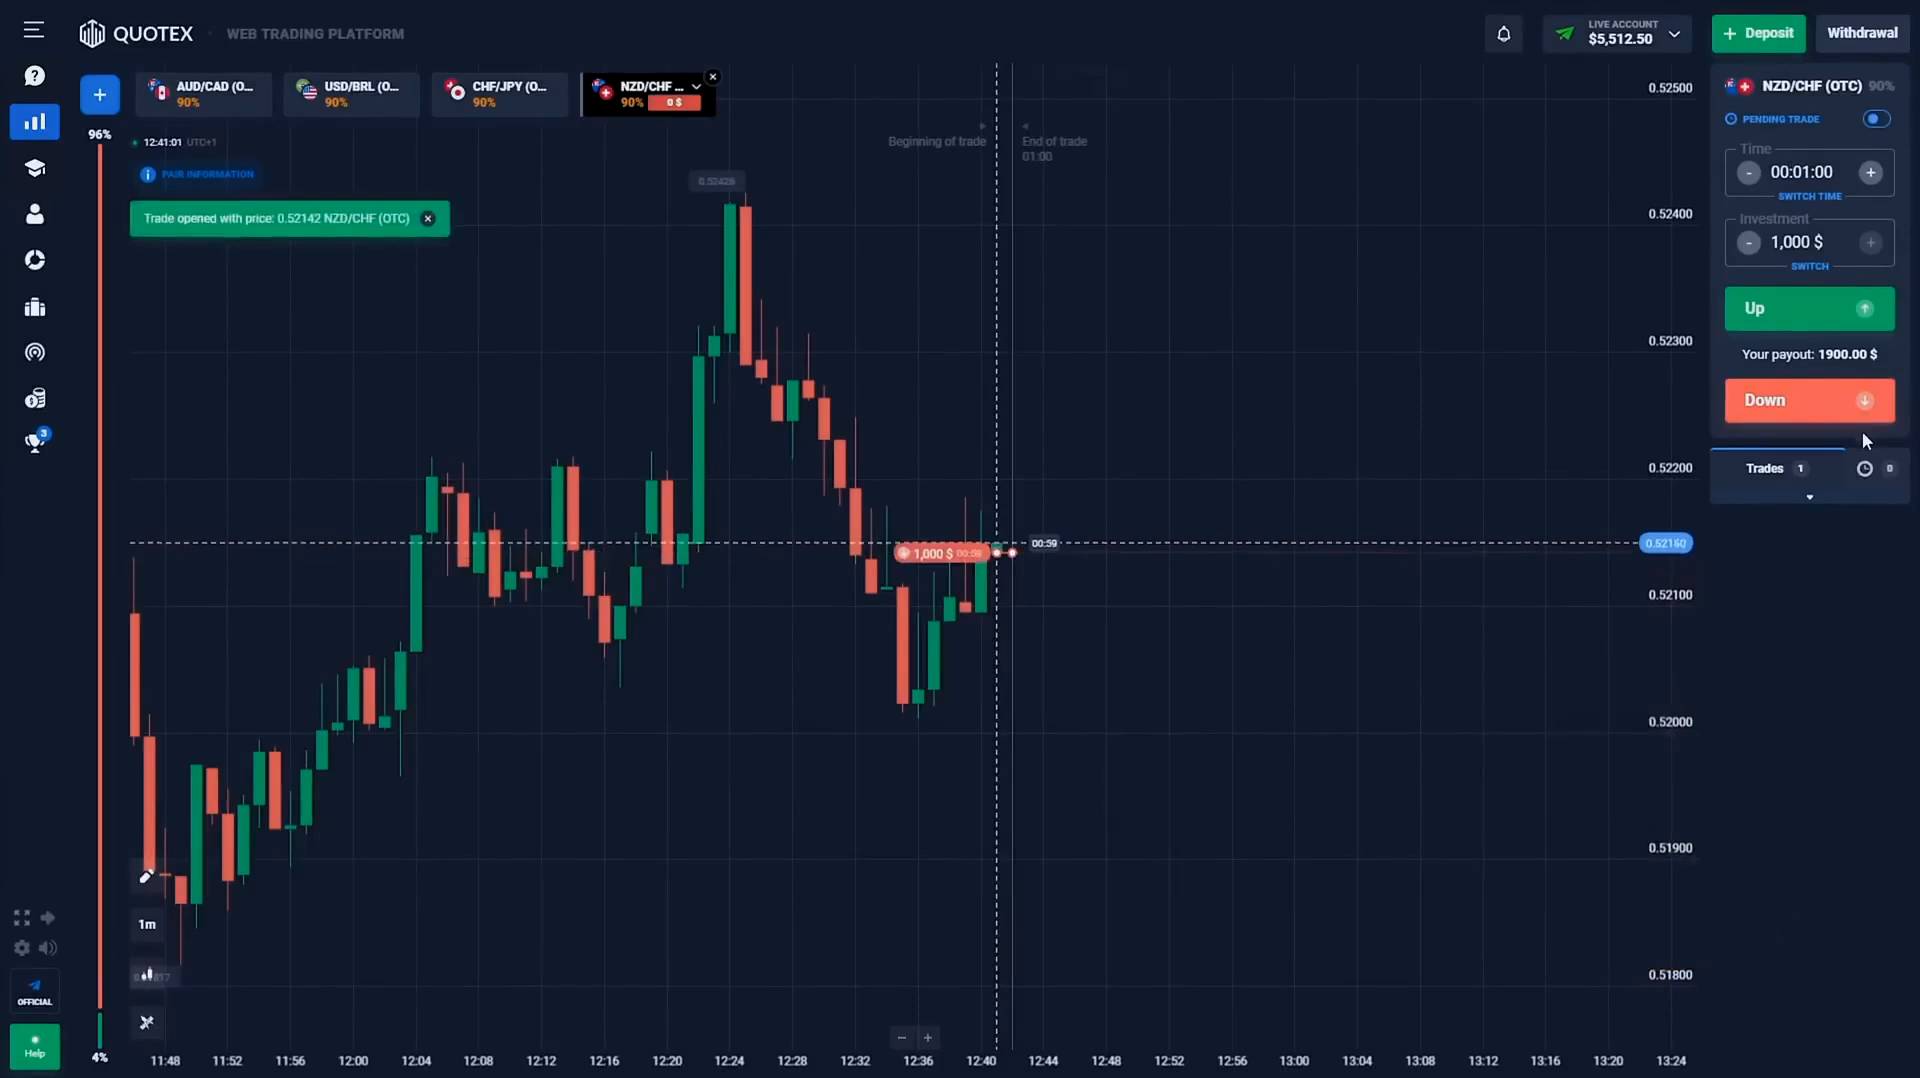 QUOTEX
WEB TRADING PLATFORM
LIVE ACCOUNT
$5,512.50
+ Deposit
Withdrawal
+
AUD/CAD (O...
90%
USD/BRL (O...
90%
CHF/JPY (O...
90%
NZD/CHF ...
90%
0 $
96%
12:41:01 UTC+1
PAIR INFORMATION
Trade opened with price: 0.52142 NZD/CHF (OTC)
Beginning of trade
End of trade
01:00
1,000 $ 00:59
00:59
0.52500
0.52400
0.52300
0.52200
0.52100
0.52000
0.51900
0.51800
NZD/CHF (OTC) 90%
PENDING TRADE
Time
- 00:01:00 +
SWITCH TIME
Investment
- 1,000 $ +
SWITCH
Up
Your payout: 1900.00 $
Down
Trades 1
0
3
1m
OFFICIAL
Help
4%
11:48 11:52 11:56 12:00 12:04 12:08 12:12 12:16 12:20 12:24 12:28 12:32 12:36 12:40 12:44 12:48 12:52 12:56 13:00 13:04 13:08 13:12 13:16 13:20 13:24